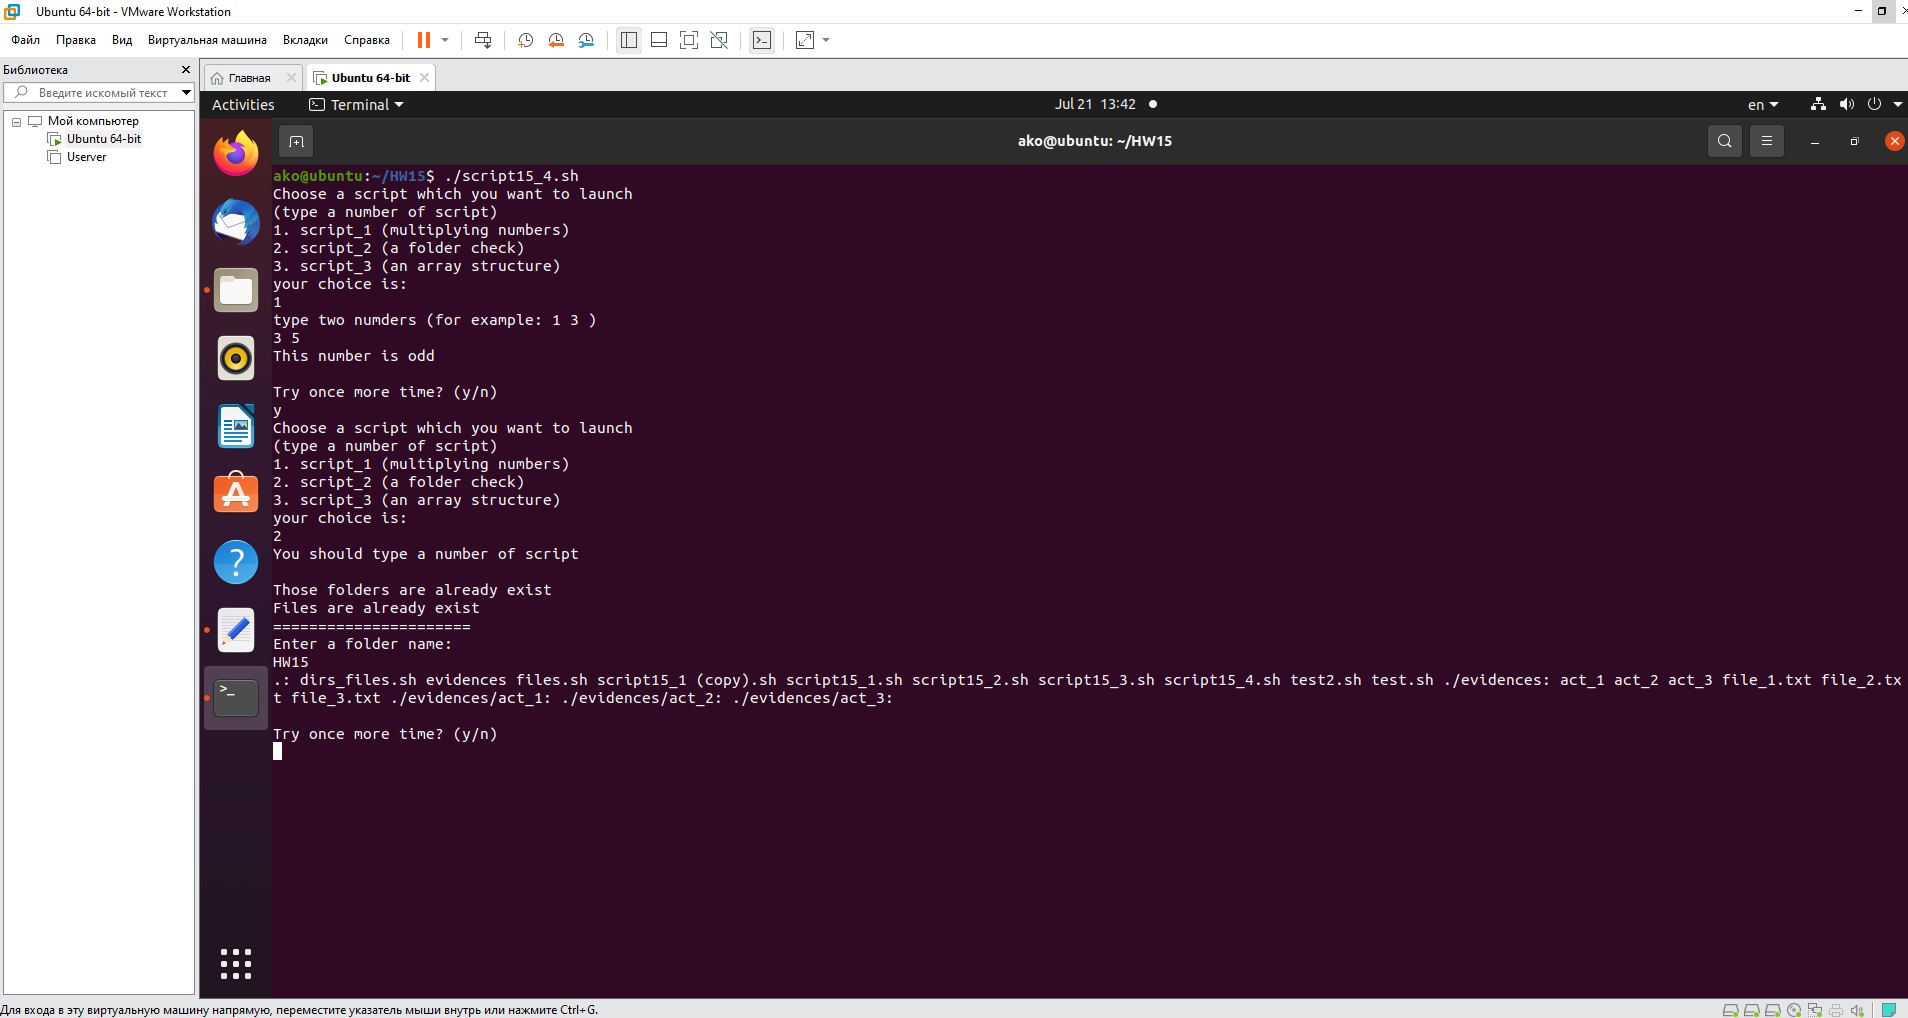 Ubuntu 64-bit - VMware Workstation
Файл Правка Вид Виртуальная машина Вкладки Справка
Библиотека
Введите искомый текст
Мой компьютер
Ubuntu 64-bit
Userver
Главная Ubuntu 64-bit
Activities Terminal Jul 21 13:42 en
ako@ubuntu: ~/HW15
ako@ubuntu:~/HW15$ ./script15_4.sh
Choose a script which you want to launch
(type a number of script)
1. script_1 (multiplying numbers)
2. script_2 (a folder check)
3. script_3 (an array structure)
your choice is:
1
type two numders (for example: 1 3 )
3 5
This number is odd
Try once more time? (y/n)
y
Choose a script which you want to launch
(type a number of script)
1. script_1 (multiplying numbers)
2. script_2 (a folder check)
3. script_3 (an array structure)
your choice is:
2
You should type a number of script
Those folders are already exist
Files are already exist
======================
Enter a folder name:
HW15
.: dirs_files.sh evidences files.sh script15_1 (copy).sh script15_1.sh script15_2.sh script15_3.sh script15_4.sh test2.sh test.sh ./evidences: act_1 act_2 act_3 file_1.txt file_2.tx
t file_3.txt ./evidences/act_1: ./evidences/act_2: ./evidences/act_3:
Try once more time? (y/n)
Для входа в эту виртуальную машину напрямую, переместите указатель мыши внутрь или нажмите Ctrl+G.